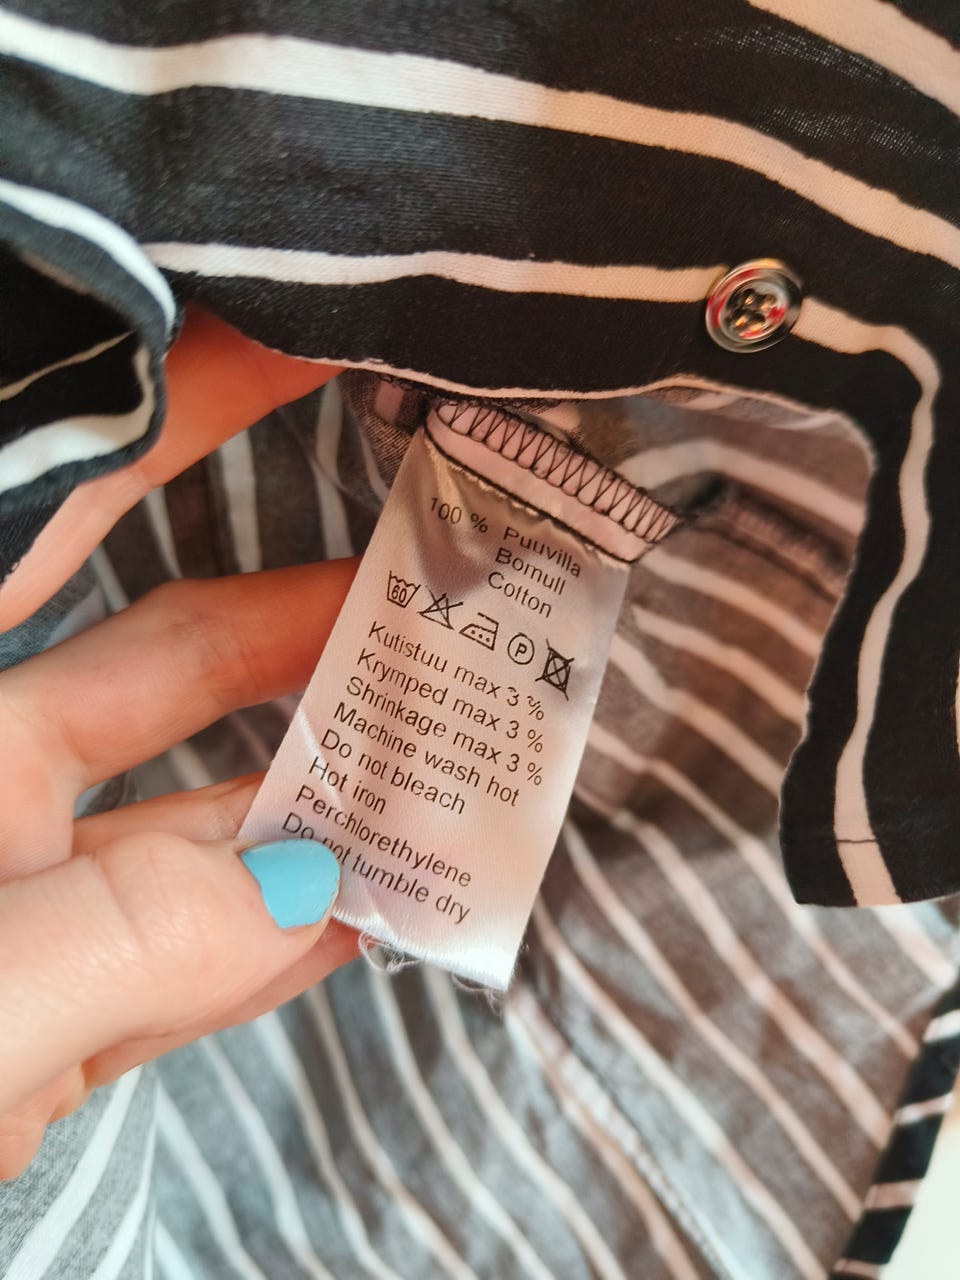 100 % Puuvilla
Bomull
Cotton
60 P
Kutistuu max 3 %
Krymped max 3 %
Shrinkage max 3 %
Machine wash hot
Do not bleach
Hot iron
Perchlorethylene
Do not tumble dry